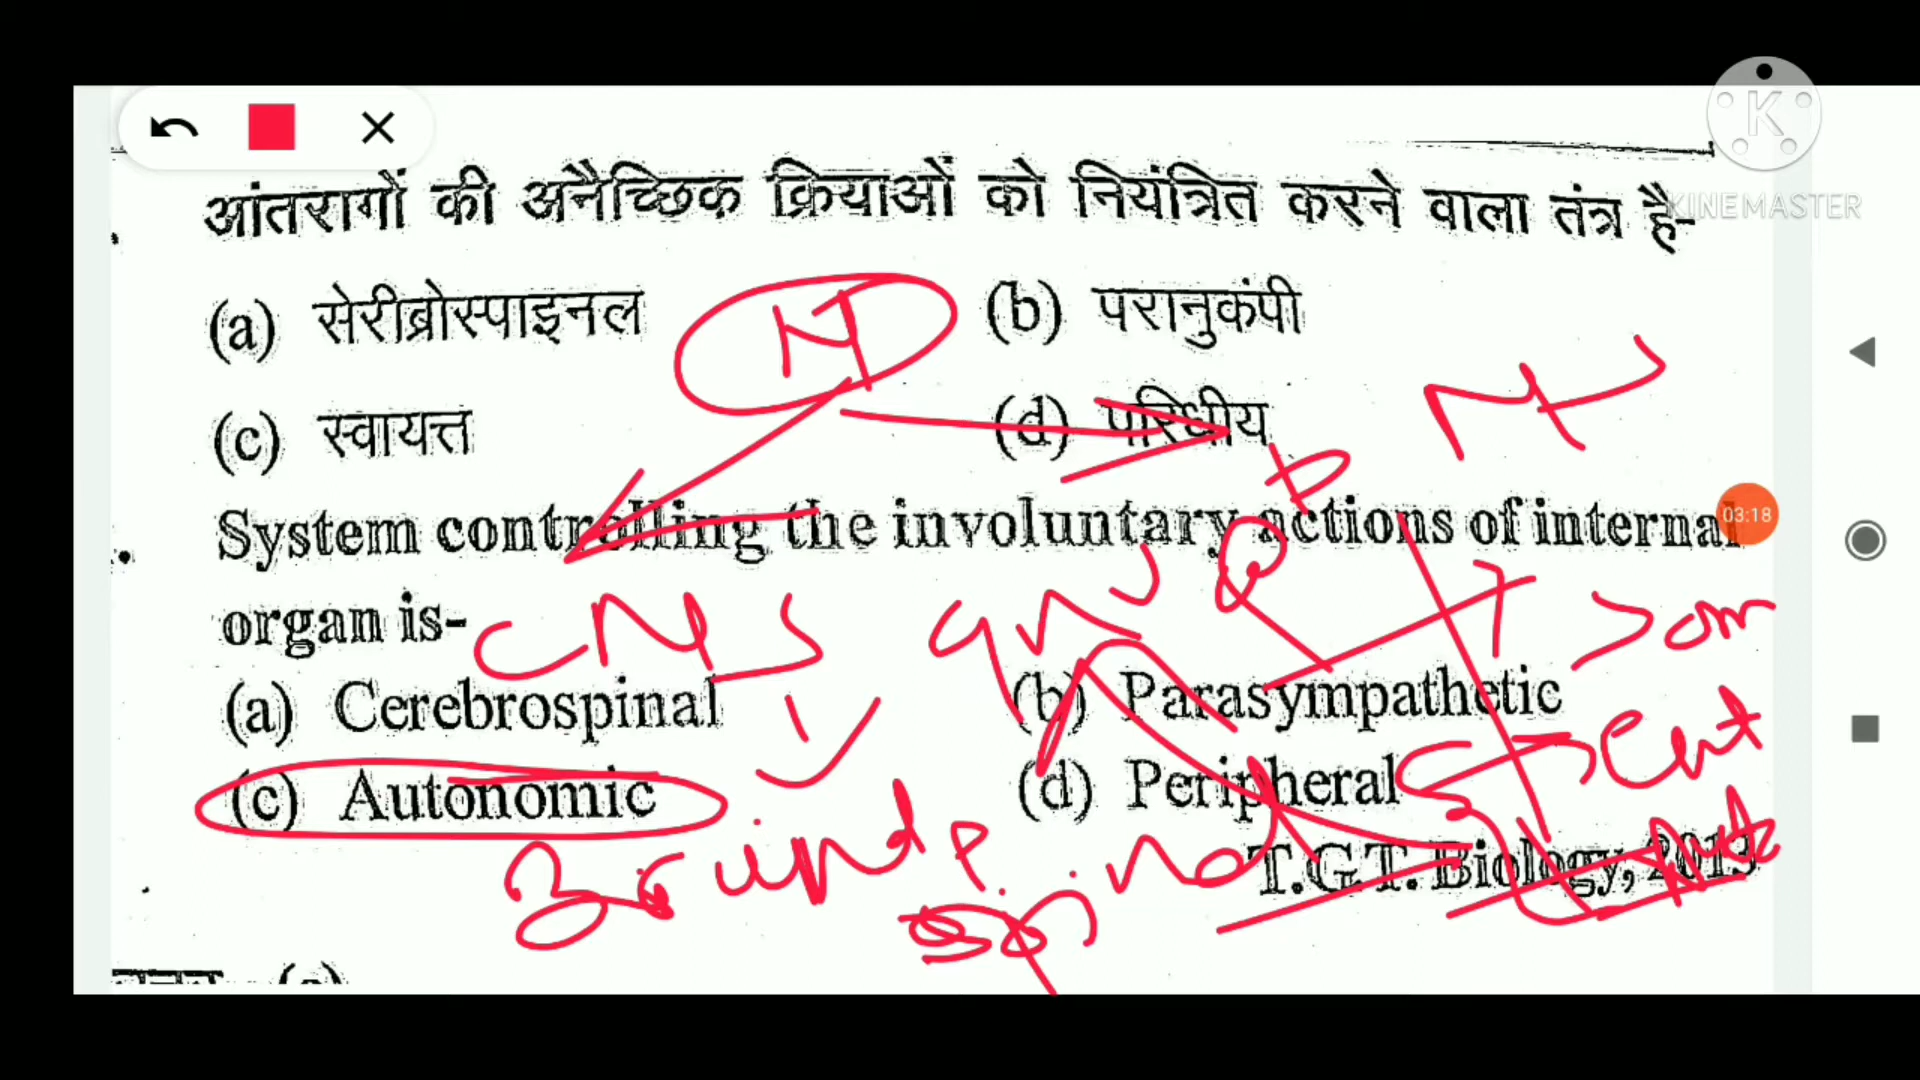 KINEMASTER
आंतरागों की अनैच्छिक क्रियाओं को नियंत्रित करने वाला तंत्र है-
(a) सेरीब्रोस्पाइनल
(b) परानुकंपी
(c) स्वायत्त
(d) परिधीय
System controlling the involuntary actions of internal
03:18
organ is-
CNS
(a) Cerebrospinal
(b) Parasympathetic
(c) Autonomic
(d) Peripheral
T.G.T. Biology, 2013